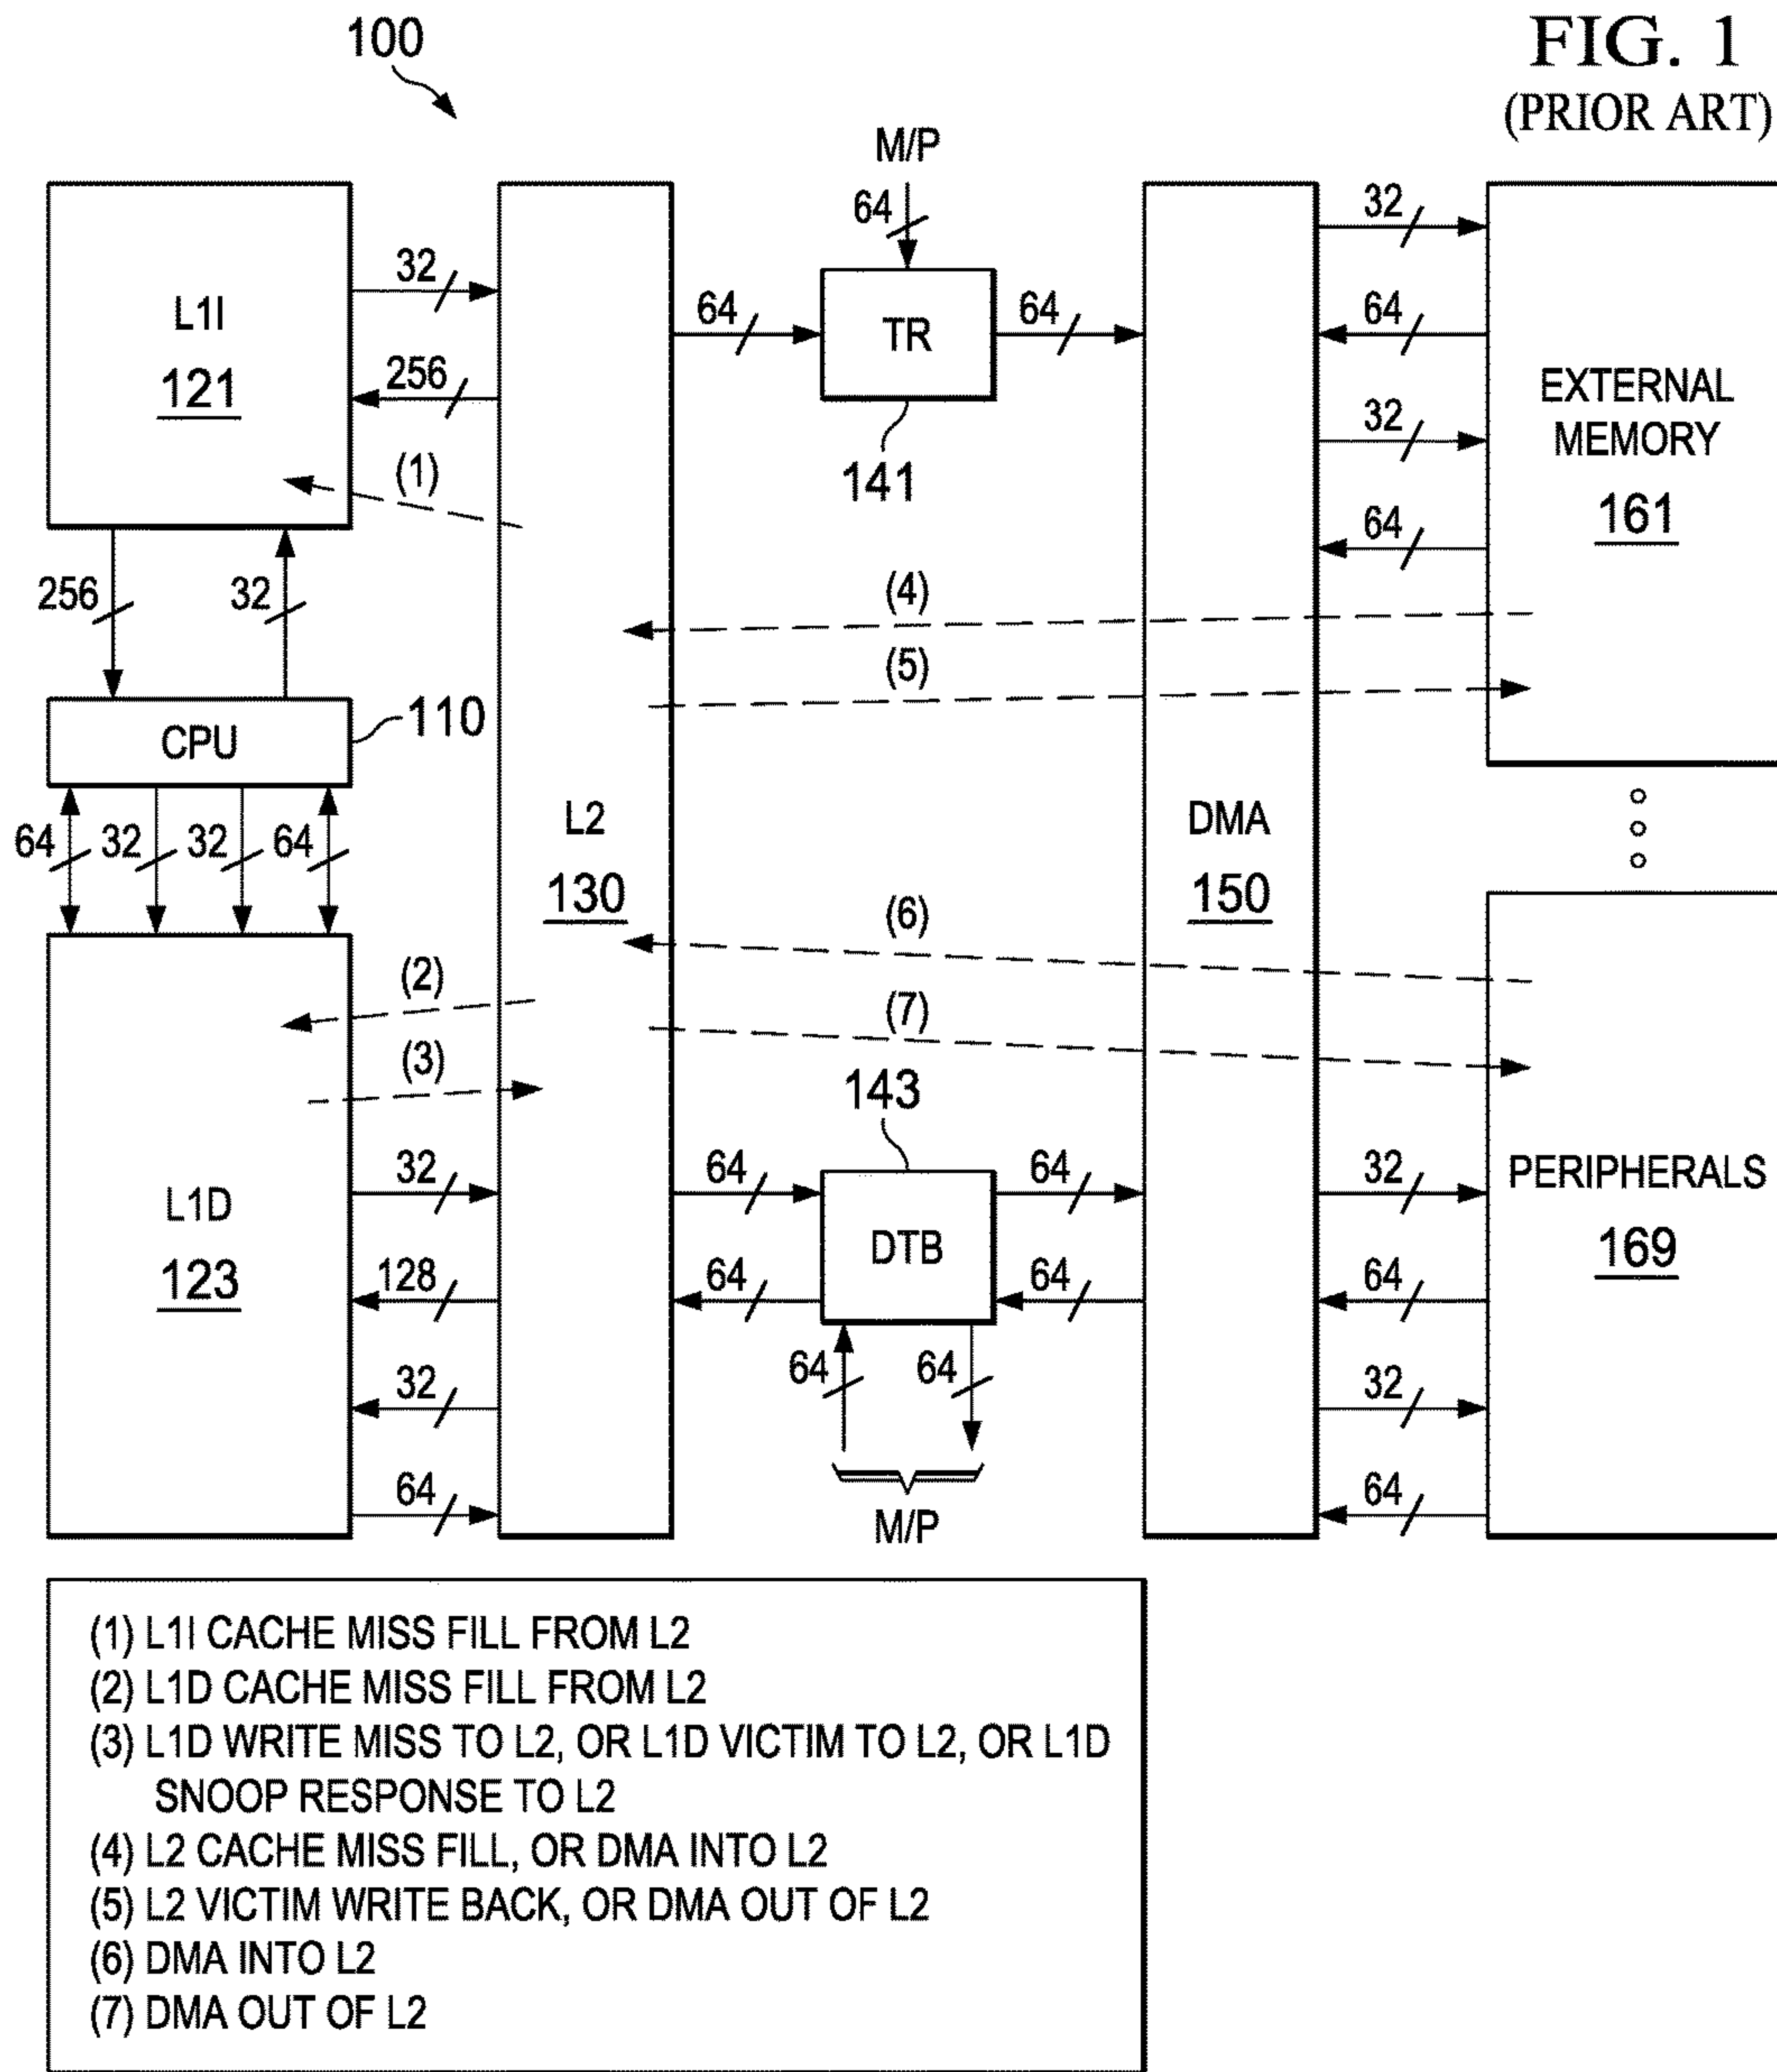 100
FIG. 1
(PRIOR ART)
M/P
64
32
L1I
121
32
256
64
TR
64
141
64
EXTERNAL
MEMORY
161
32
64
(1)
256
32
(4)
(5)
CPU
110
64
32
32
64
L2
130
DMA
150
(6)
(2)
(7)
(3)
143
L1D
123
32
128
32
64
64
64
DTB
64
64
64
64
M/P
PERIPHERALS
169
32
64
32
64
(1) L1I CACHE MISS FILL FROM L2
(2) L1D CACHE MISS FILL FROM L2
(3) L1D WRITE MISS TO L2, OR L1D VICTIM TO L2, OR L1D
SNOOP RESPONSE TO L2
(4) L2 CACHE MISS FILL, OR DMA INTO L2
(5) L2 VICTIM WRITE BACK, OR DMA OUT OF L2
(6) DMA INTO L2
(7) DMA OUT OF L2